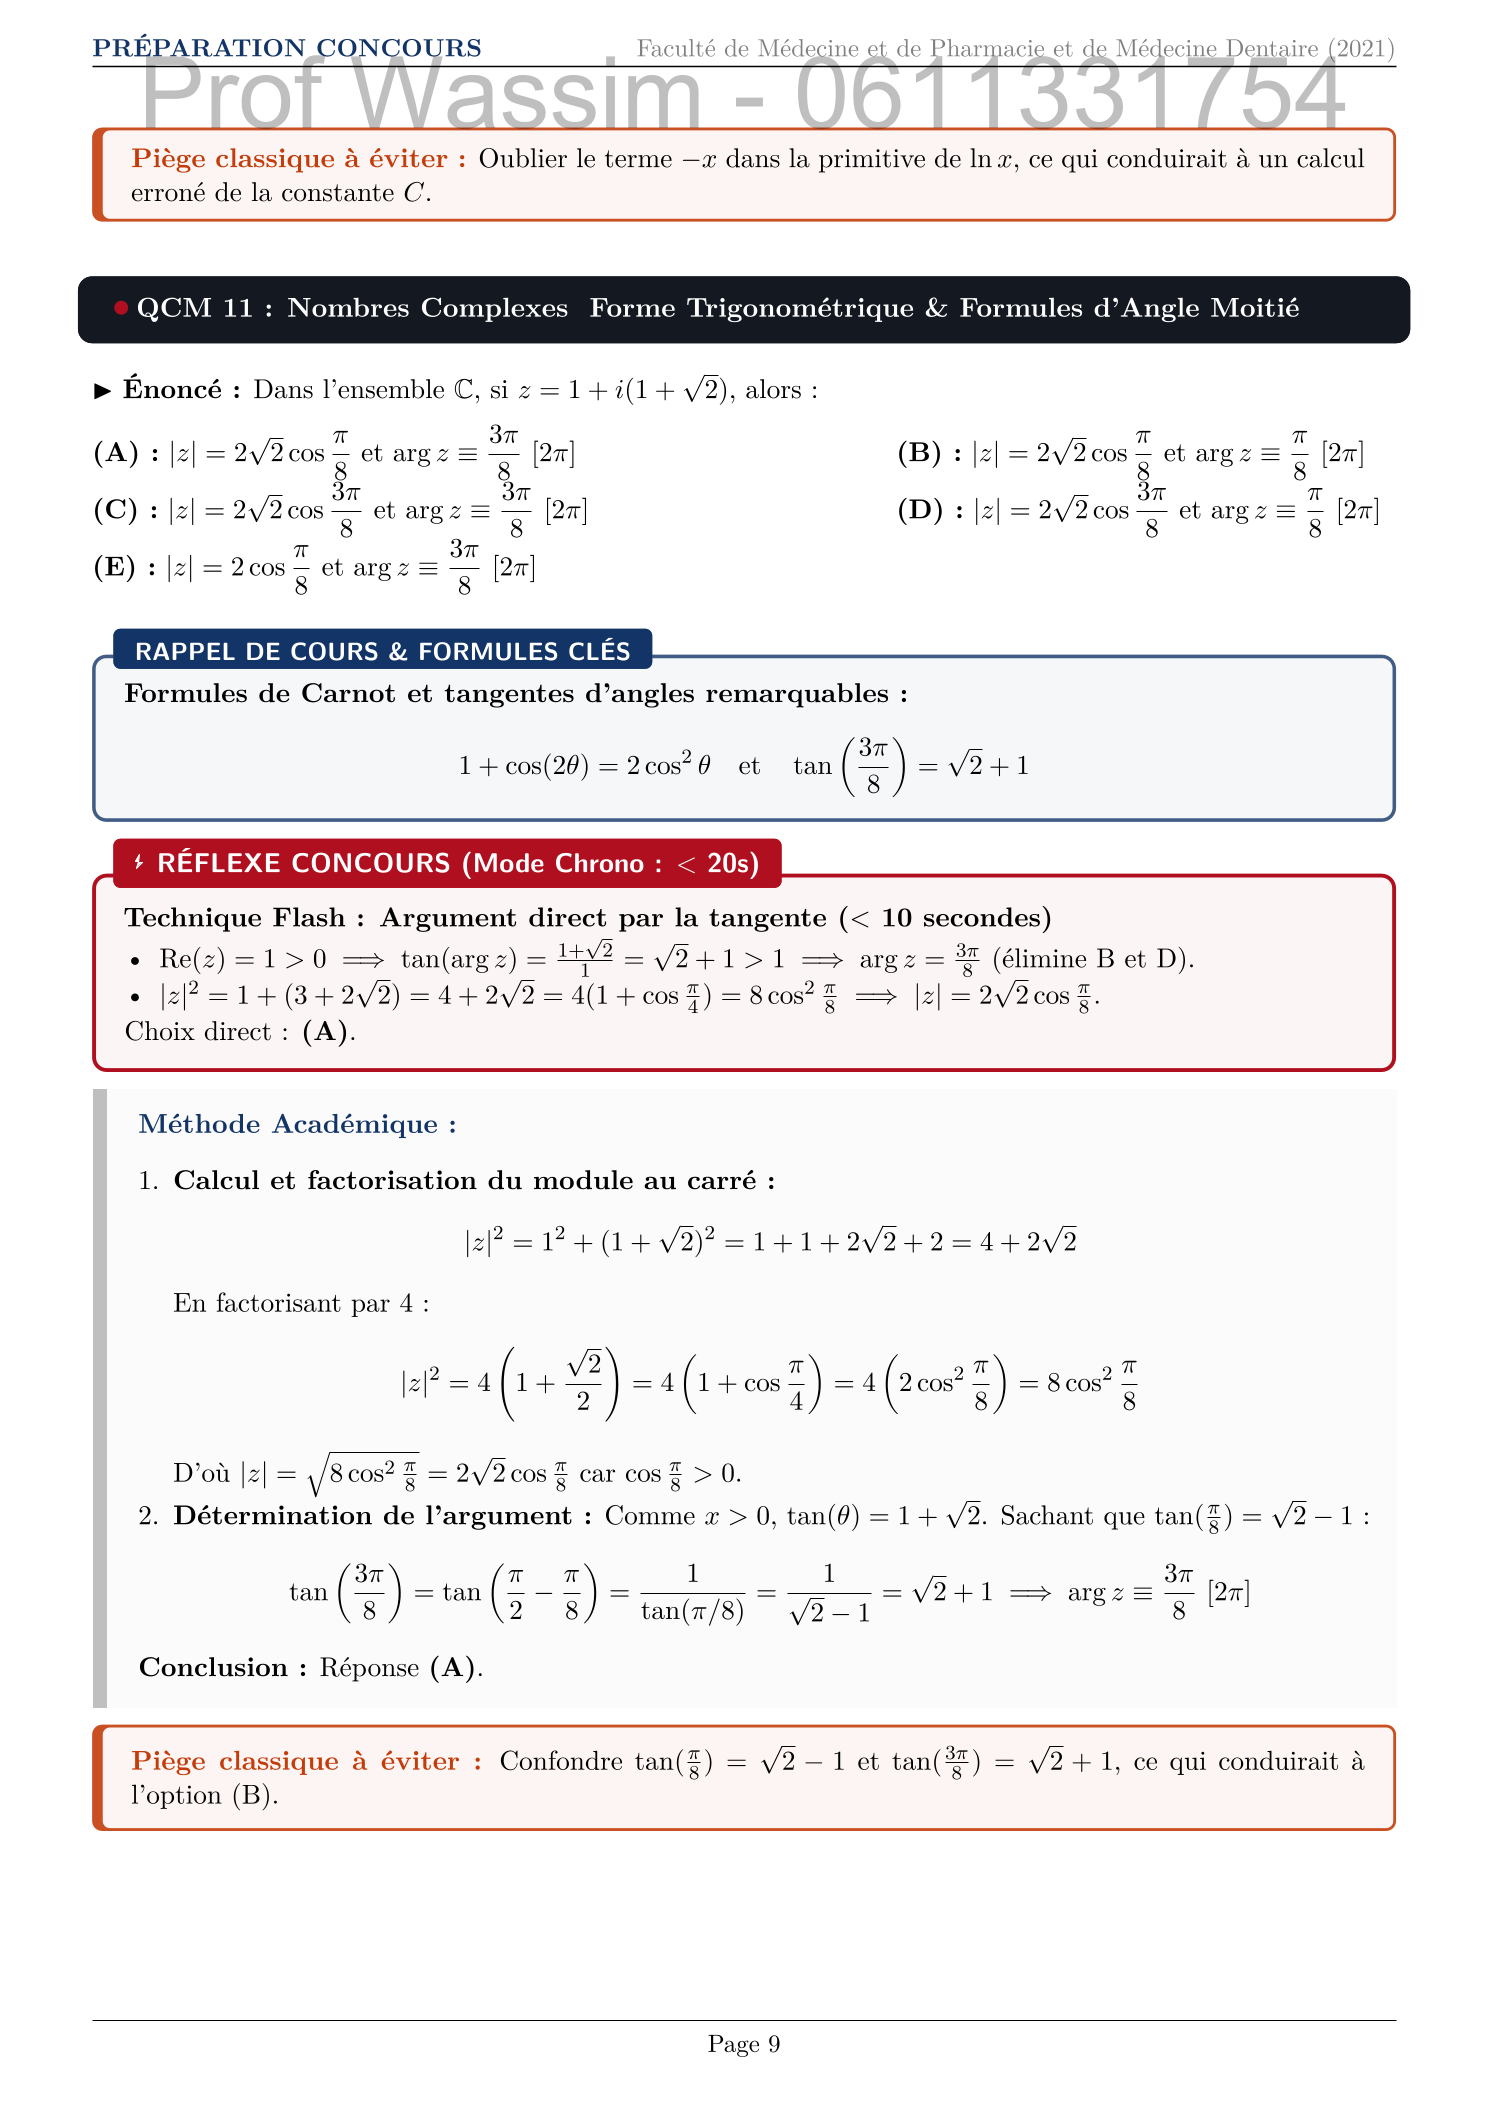 PRÉPARATION CONCOURS Faculté de Médecine et de Pharmacie et de Médecine Dentaire (2021)
Prof Wassim - 0611331754
Piège classique à éviter : Oublier le terme −x dans la primitive de ln x, ce qui conduirait à un calcul
erroné de la constante C.
• QCM 11 : Nombres Complexes Forme Trigonométrique & Formules d'Angle Moitié
▶ Énoncé : Dans l'ensemble ℂ, si z = 1 + i(1 + √2), alors :
(A) : |z| = 2√2 cos π/8 et arg z ≡ 3π/8 [2π] (B) : |z| = 2√2 cos π/8 et arg z ≡ π/8 [2π]
(C) : |z| = 2√2 cos 3π/8 et arg z ≡ 3π/8 [2π] (D) : |z| = 2√2 cos 3π/8 et arg z ≡ π/8 [2π]
(E) : |z| = 2 cos π/8 et arg z ≡ 3π/8 [2π]
RAPPEL DE COURS & FORMULES CLÉS
Formules de Carnot et tangentes d'angles remarquables :
1 + cos(2θ) = 2 cos² θ et tan (3π/8) = √2 + 1
RÉFLEXE CONCOURS (Mode Chrono : < 20s)
Technique Flash : Argument direct par la tangente (< 10 secondes)
• Re(z) = 1 > 0 ⟹ tan(arg z) = (1+√2)/1 = √2 + 1 > 1 ⟹ arg z = 3π/8 (élimine B et D).
• |z|² = 1 + (3 + 2√2) = 4 + 2√2 = 4(1 + cos π/4) = 8 cos² π/8 ⟹ |z| = 2√2 cos π/8.
Choix direct : (A).
Méthode Académique :
1. Calcul et factorisation du module au carré :
|z|² = 1² + (1 + √2)² = 1 + 1 + 2√2 + 2 = 4 + 2√2
En factorisant par 4 :
|z|² = 4 (1 + √2/2) = 4 (1 + cos π/4) = 4 (2 cos² π/8) = 8 cos² π/8
D'où |z| = √(8 cos² π/8) = 2√2 cos π/8 car cos π/8 > 0.
2. Détermination de l'argument : Comme x > 0, tan(θ) = 1 + √2. Sachant que tan(π/8) = √2 − 1 :
tan (3π/8) = tan (π/2 − π/8) = 1/tan(π/8) = 1/(√2 − 1) = √2 + 1 ⟹ arg z ≡ 3π/8 [2π]
Conclusion : Réponse (A).
Piège classique à éviter : Confondre tan(π/8) = √2 − 1 et tan(3π/8) = √2 + 1, ce qui conduirait à
l'option (B).
Page 9